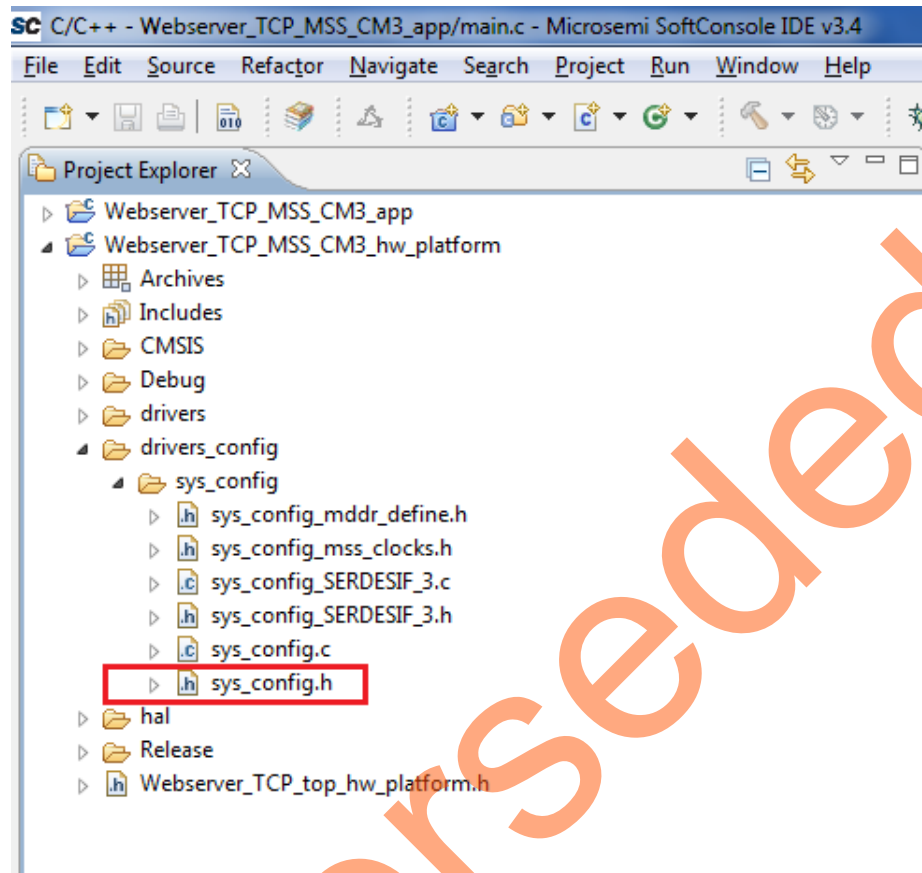 SC C/C++ - Webserver_TCP_MSS_CM3_app/main.c - Microsemi SoftConsole IDE v3.4
File Edit Source Refactor Navigate Search Project Run Window Help
010
Project Explorer
Webserver_TCP_MSS_CM3_app
Webserver_TCP_MSS_CM3_hw_platform
Archives
Includes
CMSIS
Debug
drivers
drivers_config
sys_config
.h sys_config_mddr_define.h
.h sys_config_mss_clocks.h
.c sys_config_SERDESIF_3.c
.h sys_config_SERDESIF_3.h
.c sys_config.c
.h sys_config.h
hal
Release
.h Webserver_TCP_top_hw_platform.h
erseded